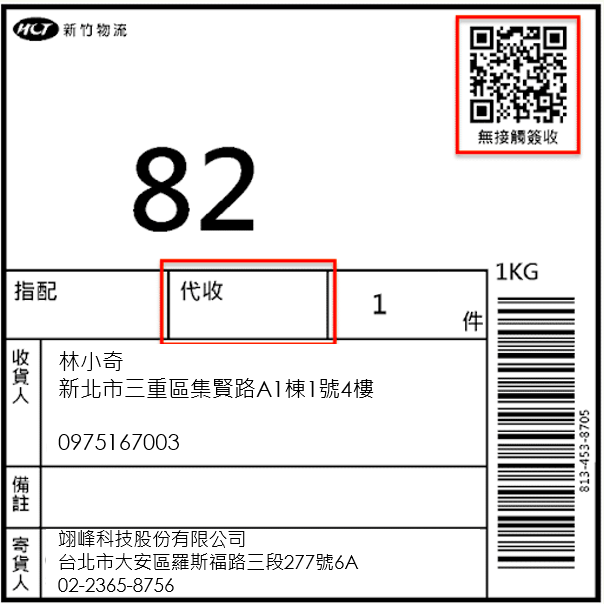 HCT 新竹物流
無接觸簽收
82
指配
代收
1
件
1KG
收貨人
林小奇
新北市三重區集賢路A1棟1號4樓
0975167003
813-453-8705
備註
寄貨人
翊峰科技股份有限公司
台北市大安區羅斯福路三段277號6A
02-2365-8756